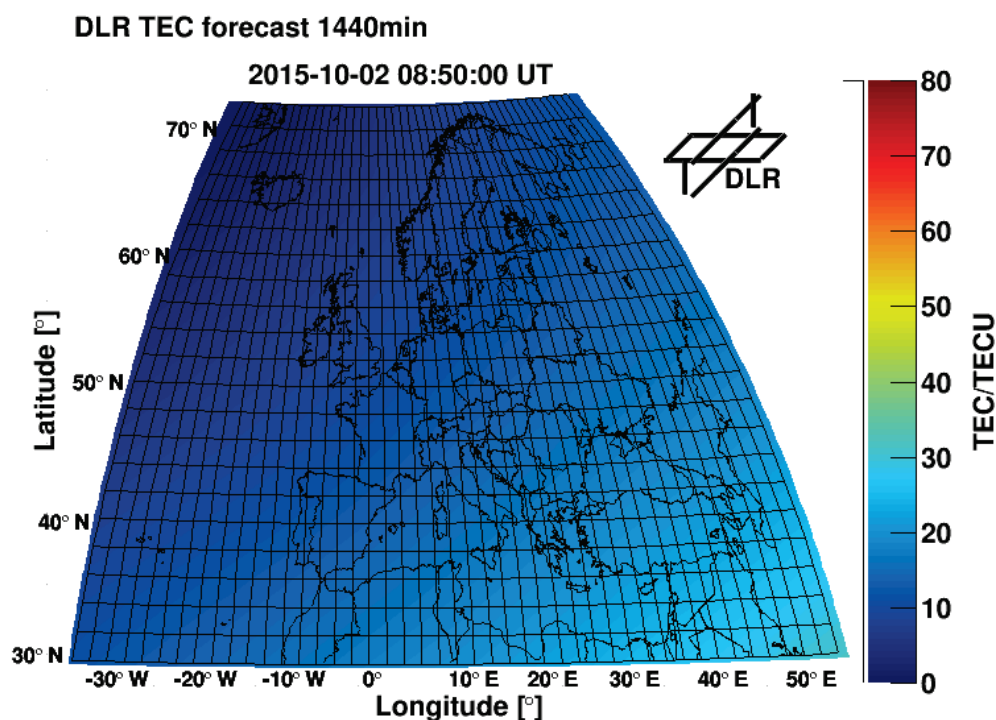 DLR TEC forecast 1440min
2015-10-02 08:50:00 UT
70° N
60° N
50° N
40° N
30° N
Latitude [°]
-30° W -20° W -10° W 0° 10° E 20° E 30° E 40° E 50° E
Longitude [°]
DLR
80
70
60
50
40
30
20
10
0
TEC/TECU